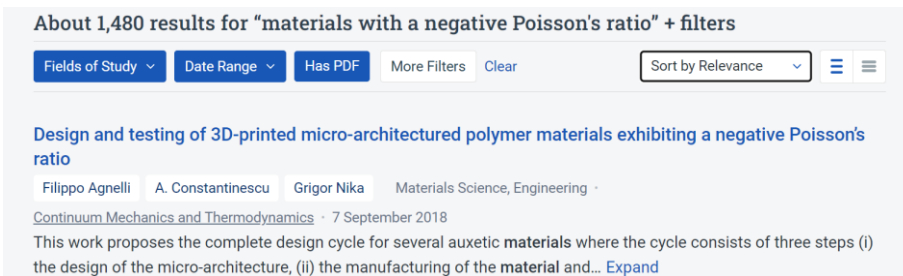 About 1,480 results for “materials with a negative Poisson's ratio” + filters
Fields of Study Date Range Has PDF More Filters Clear Sort by Relevance
Design and testing of 3D-printed micro-architectured polymer materials exhibiting a negative Poisson’s
ratio
Filippo Agnelli A. Constantinescu Grigor Nika Materials Science, Engineering ·
Continuum Mechanics and Thermodynamics · 7 September 2018
This work proposes the complete design cycle for several auxetic materials where the cycle consists of three steps (i)
the design of the micro-architecture, (ii) the manufacturing of the material and… Expand